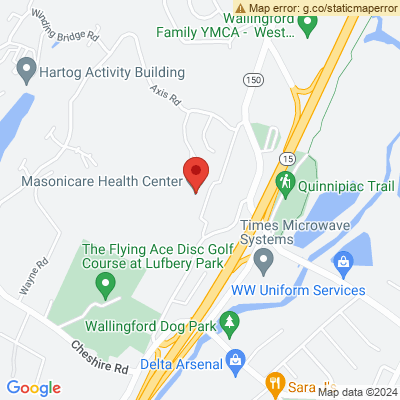 Map error: g.co/staticmaperror
Wallingford
Family YMCA - West…
Winding Bridge Rd
Hartog Activity Building
150
Axis Rd
15
Masonicare Health Center
Quinnipiac Trail
Times Microwave
Systems
The Flying Ace Disc Golf
Course at Lufbery Park
Wayne Rd
WW Uniform Services
Wallingford Dog Park
Cheshire Rd
Delta Arsenal
Google
Map data ©2024